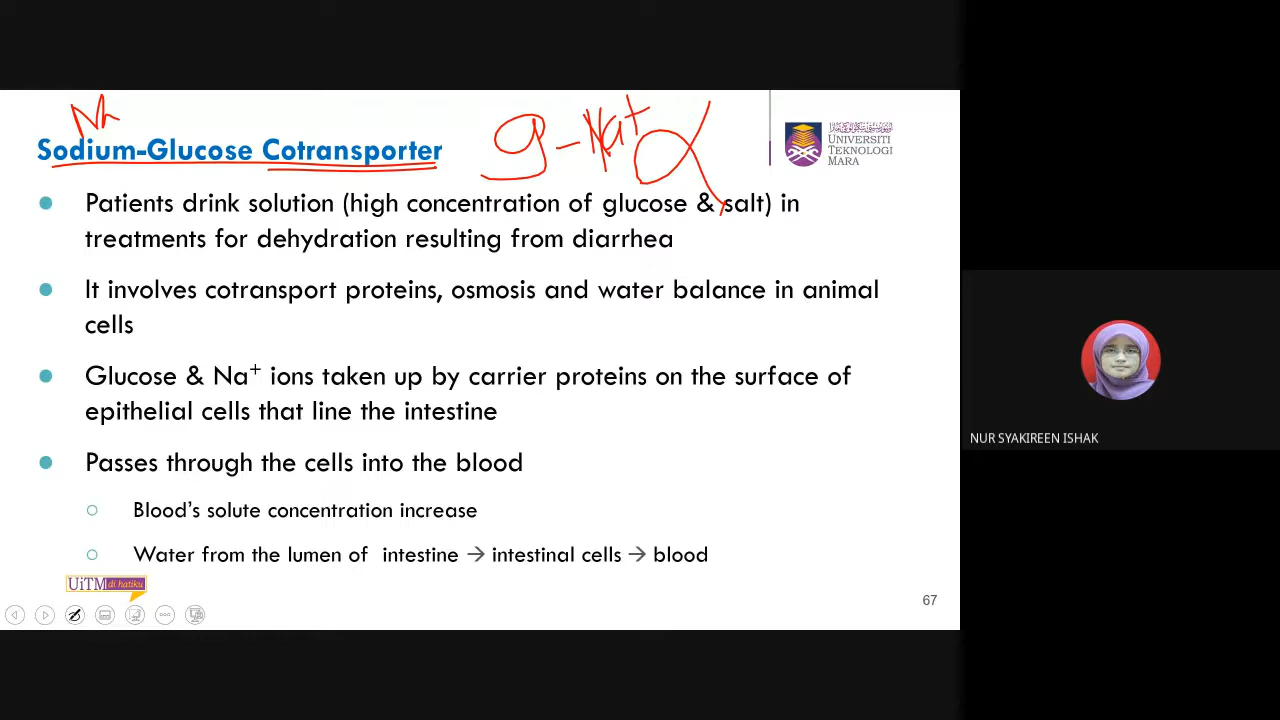 Na
g - Na+
Sodium-Glucose Cotransporter
UNIVERSITI
TEKNOLOGI
MARA
● Patients drink solution (high concentration of glucose & salt) in
treatments for dehydration resulting from diarrhea
● It involves cotransport proteins, osmosis and water balance in animal
cells
● Glucose & Na⁺ ions taken up by carrier proteins on the surface of
epithelial cells that line the intestine
● Passes through the cells into the blood
○ Blood's solute concentration increase
○ Water from the lumen of intestine → intestinal cells → blood
UiTM di hatiku
67
NUR SYAKIREEN ISHAK